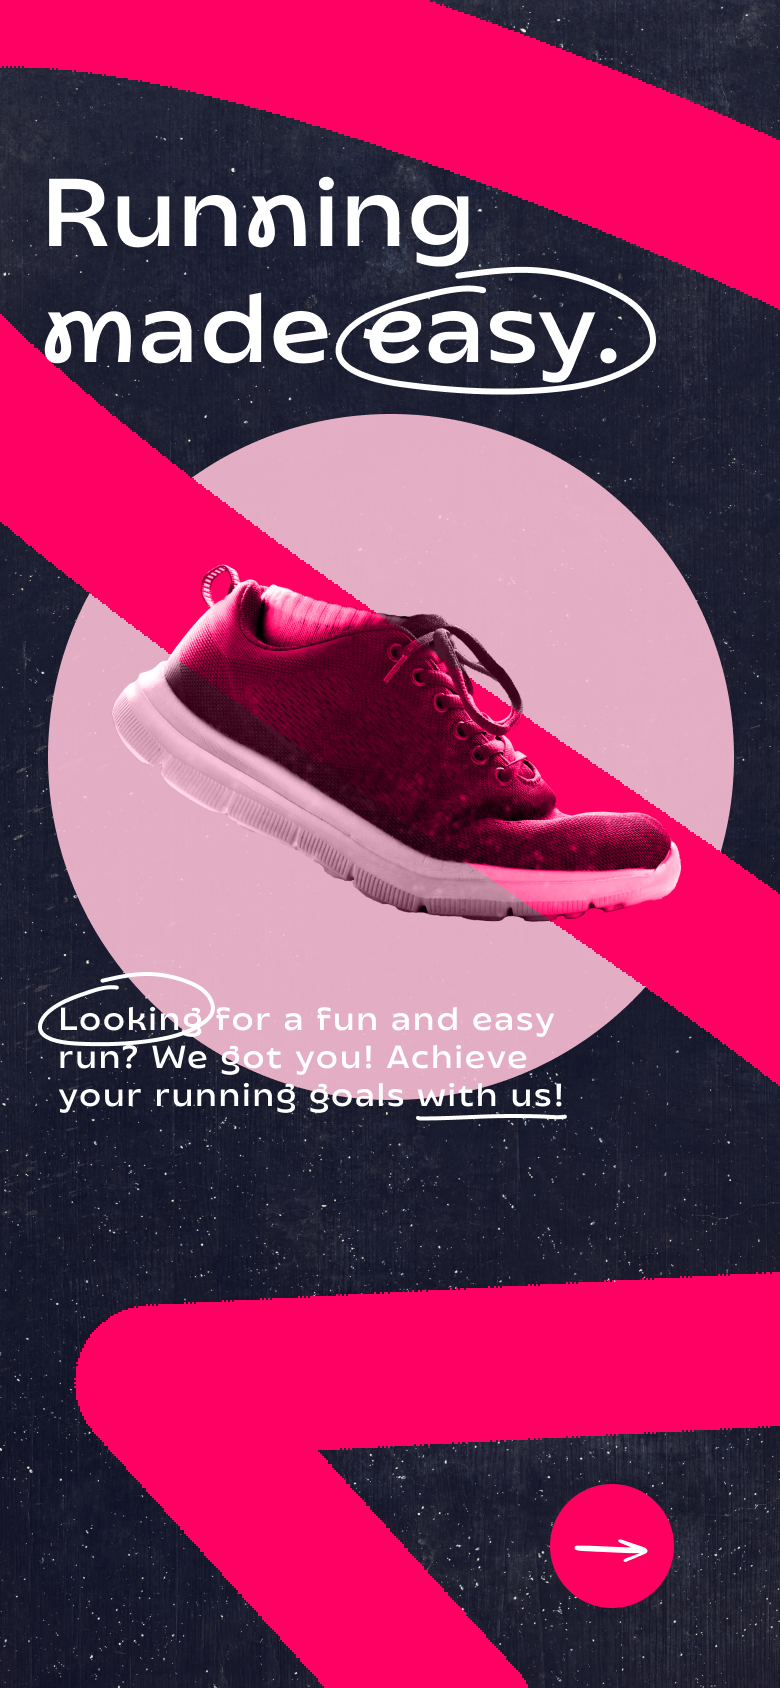 Running
made easy.
Looking for a fun and easy
run? We got you! Achieve
your running goals with us!